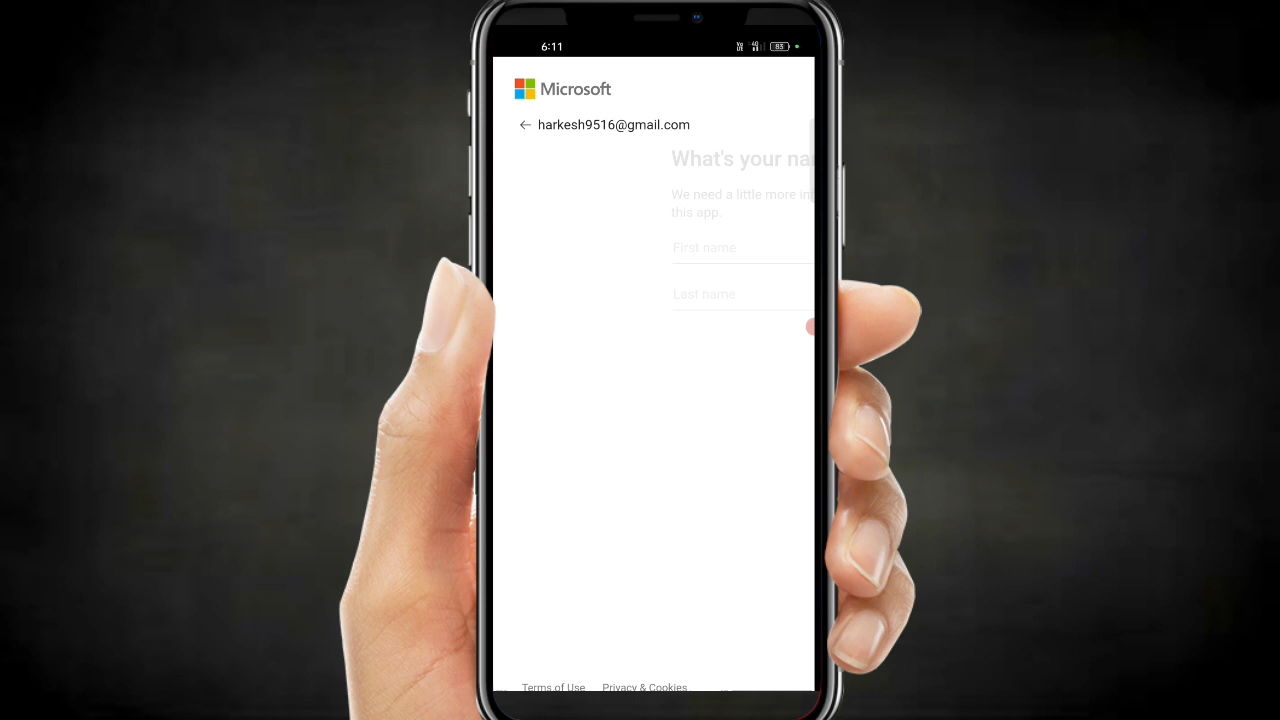 6:11
83
Microsoft
← harkesh9516@gmail.com
What's your na
We need a little more in
this app.
First name
Last name
Terms of Use Privacy & Cookies